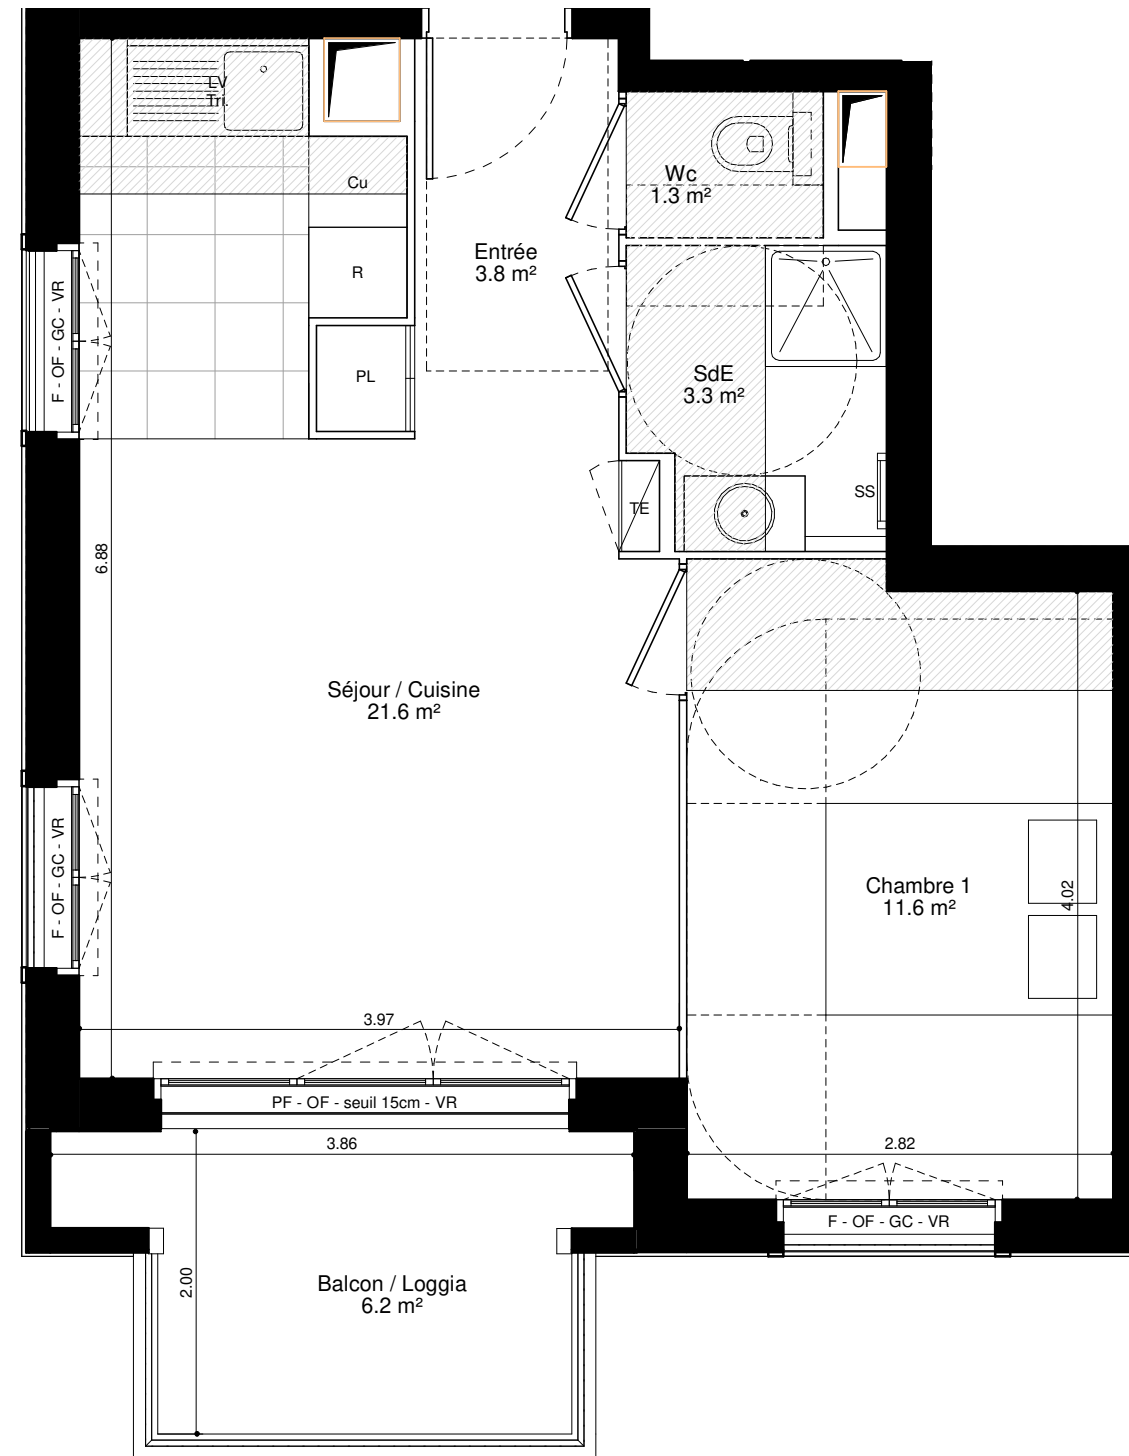 LV
Tri.
Cu
R
PL
Entrée
3.8 m²
Wc
1.3 m²
SdE
3.3 m²
SS
TE
F - OF - GC - VR
6.88
Séjour / Cuisine
21.6 m²
F - OF - GC - VR
Chambre 1
11.6 m²
4.02
3.97
PF - OF - seuil 15cm - VR
3.86
2.82
F - OF - GC - VR
Balcon / Loggia
6.2 m²
2.00